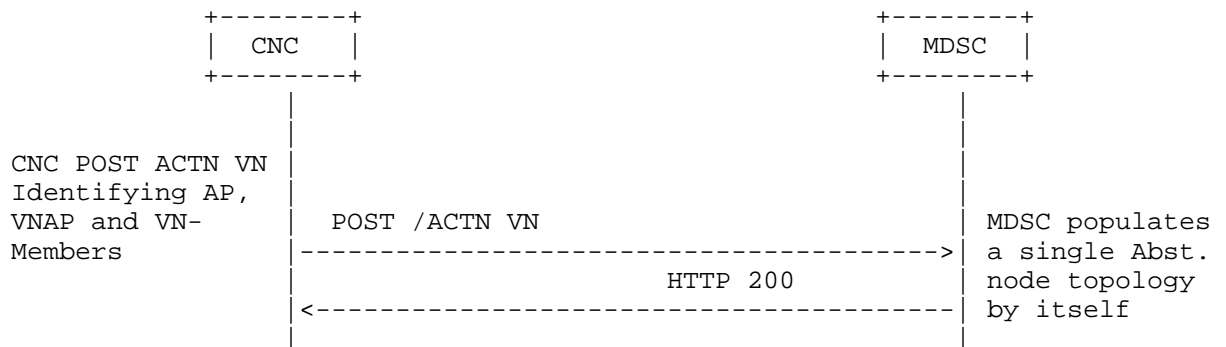 CNC MDSC
CNC POST ACTN VN
Identifying AP,
VNAP and VN- POST /ACTN VN MDSC populates
Members a single Abst.
HTTP 200 node topology
by itself